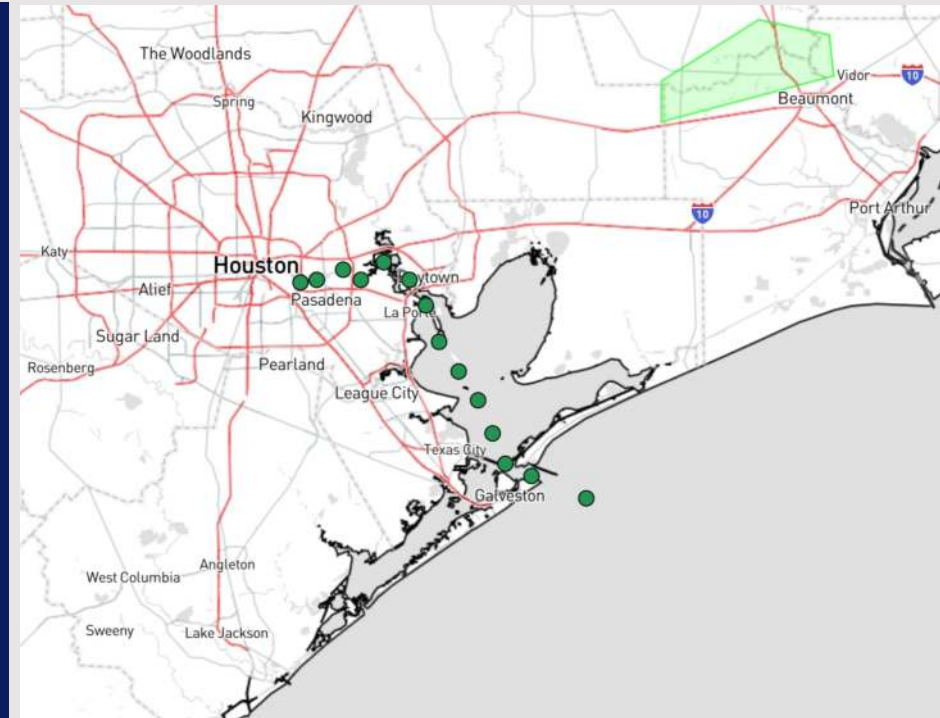 The Woodlands
Spring
Kingwood
Vidor
10
Beaumont
Port Arthur
10
Katy
Houston
Baytown
Alief
Pasadena
La Porte
Sugar Land
Pearland
Rosenberg
League City
Texas City
Galveston
Angleton
West Columbia
Sweeny
Lake Jackson